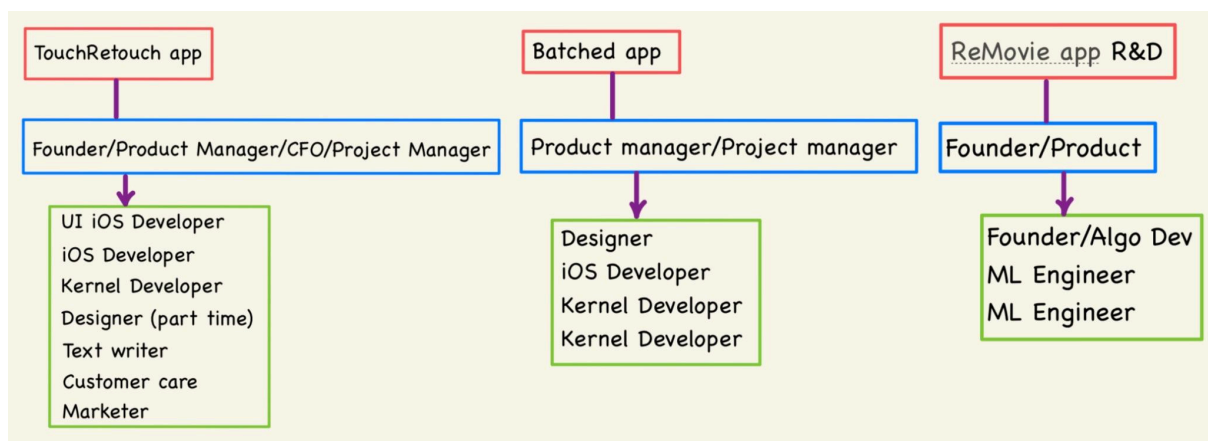 TouchRetouch app
Founder/Product Manager/CFO/Project Manager
UI iOS Developer
iOS Developer
Kernel Developer
Designer (part time)
Text writer
Customer care
Marketer
Batched app
Product manager/Project manager
Designer
iOS Developer
Kernel Developer
Kernel Developer
ReMovie app R&D
Founder/Product
Founder/Algo Dev
ML Engineer
ML Engineer